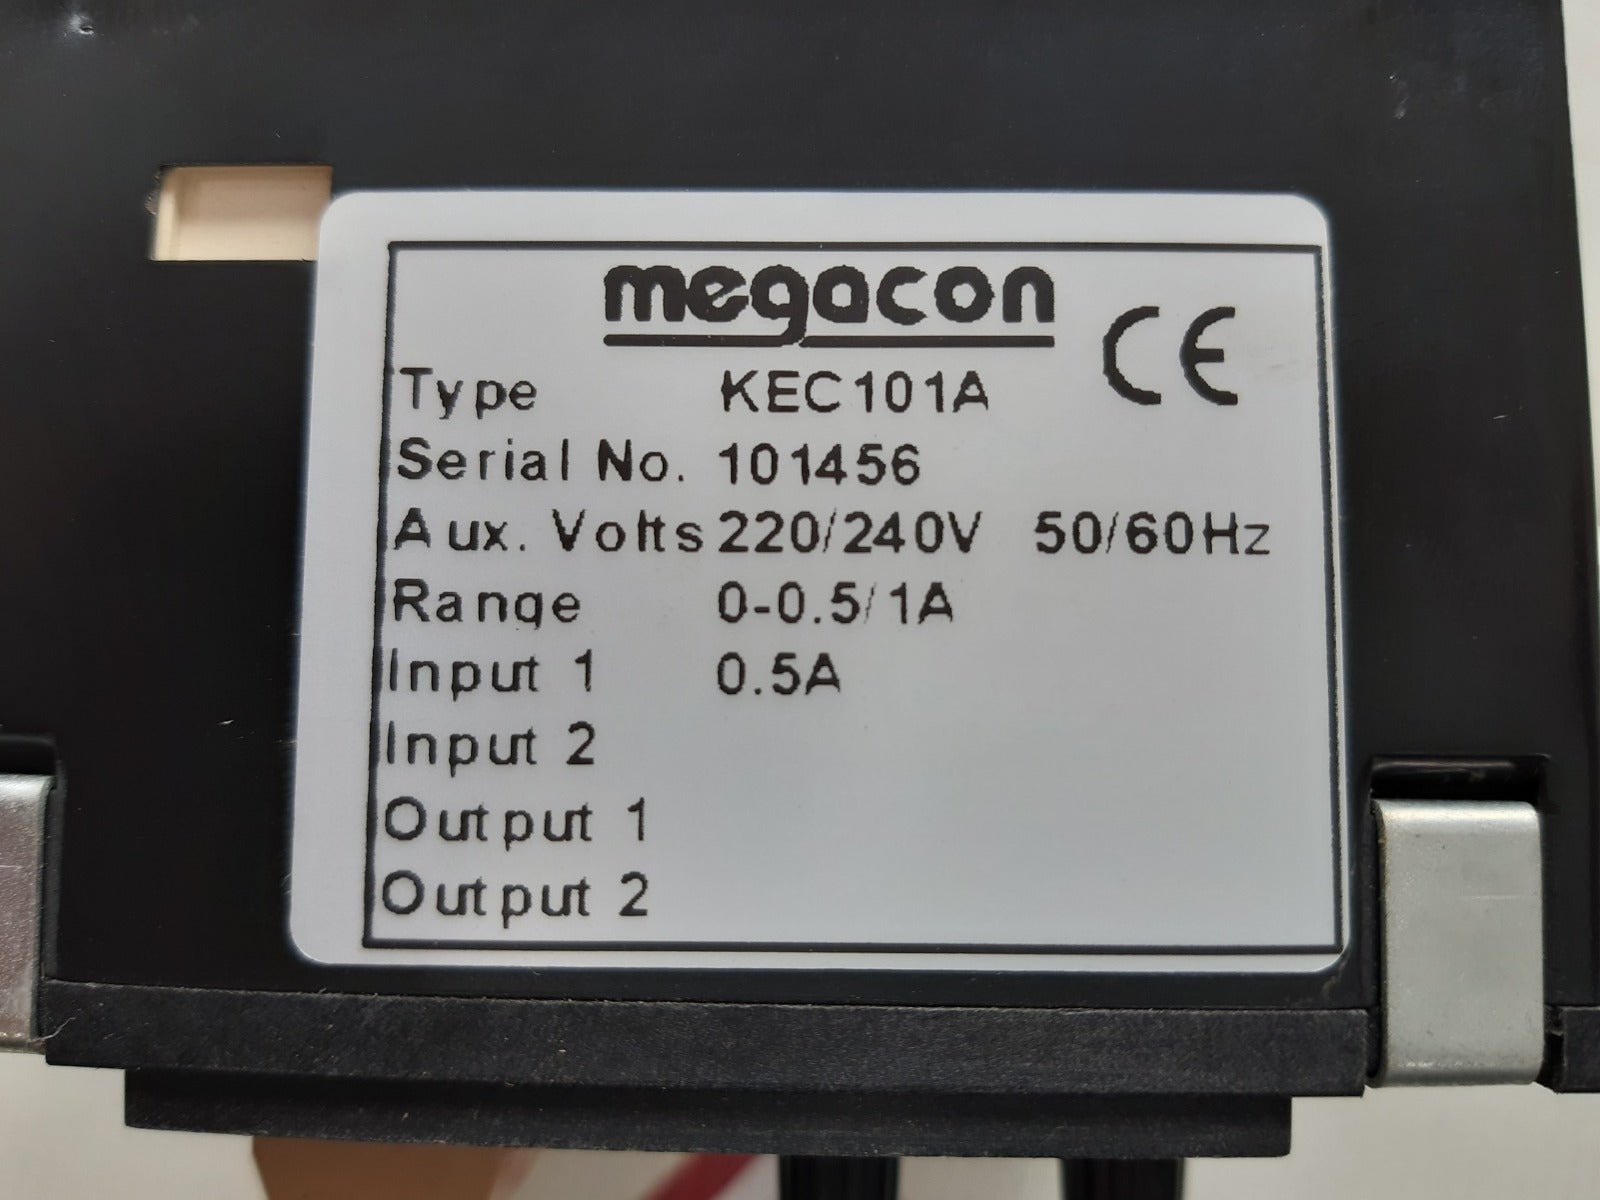 megacon
CE
Type KEC101A
Serial No. 101456
Aux. Volts 220/240V 50/60Hz
Range 0-0.5/1A
Input 1 0.5A
Input 2
Output 1
Output 2